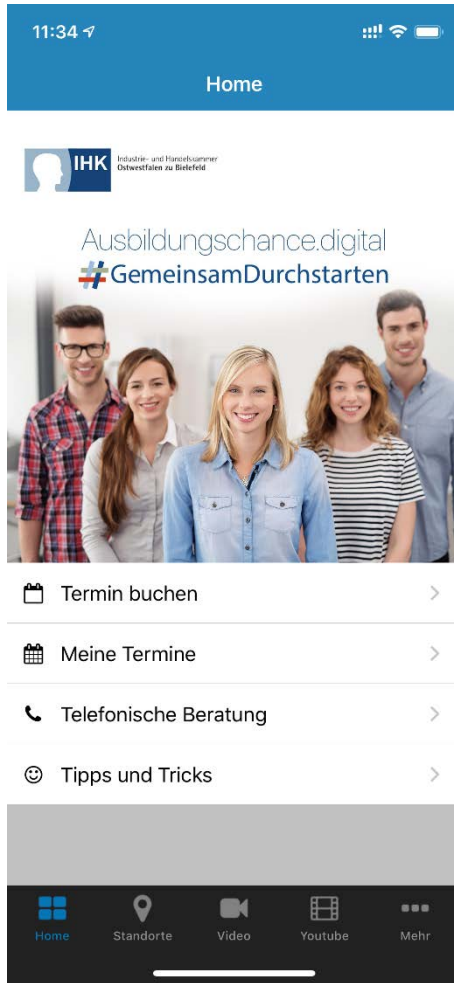 11:34
Home
IHK
Industrie- und Handelskammer
Ostwestfalen zu Bielefeld
Ausbildungschance.digital
#GemeinsamDurchstarten
Termin buchen
Meine Termine
Telefonische Beratung
Tipps und Tricks
Home
Standorte
Video
Youtube
Mehr